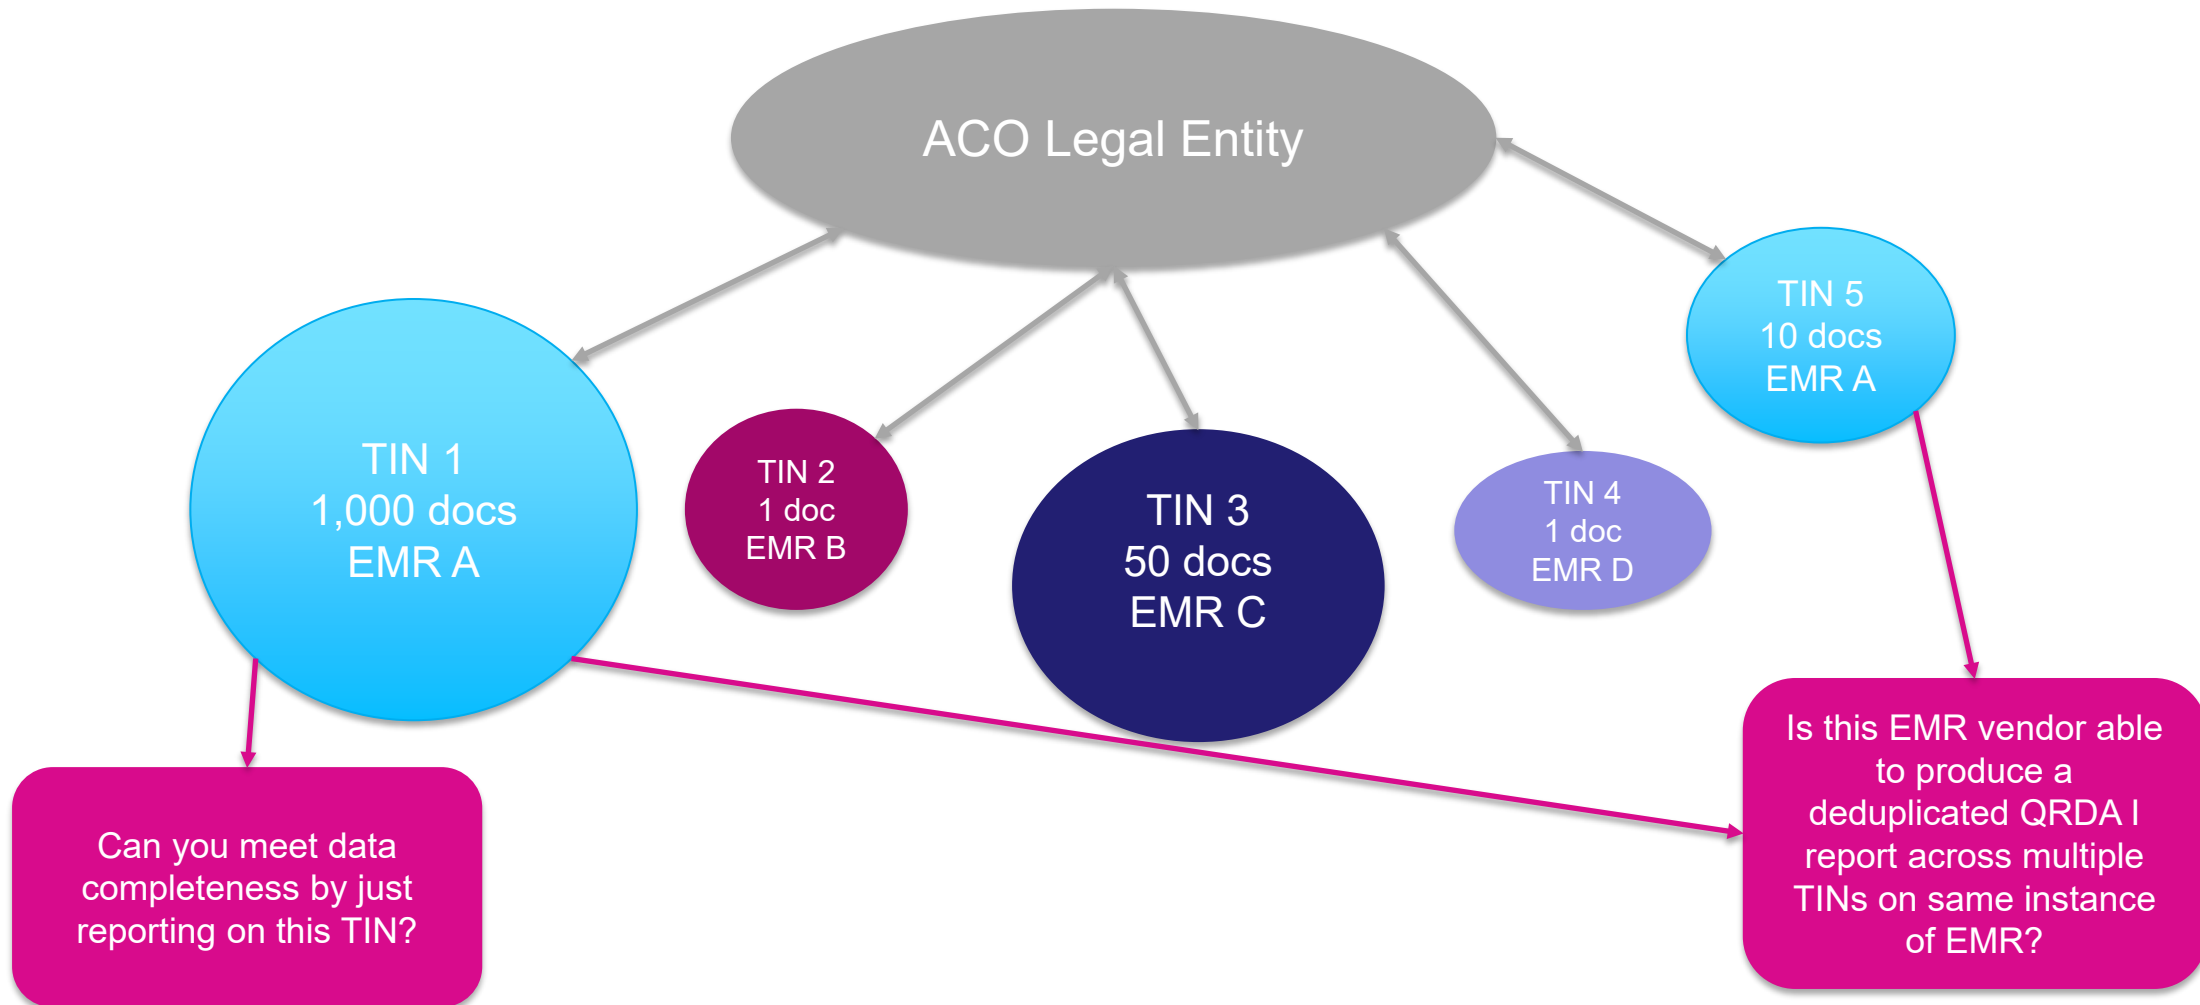 ACO Legal Entity
TIN 1
1,000 docs
EMR A
TIN 2
1 doc
EMR B
TIN 3
50 docs
EMR C
TIN 4
1 doc
EMR D
TIN 5
10 docs
EMR A
Can you meet data
completeness by just
reporting on this TIN?
Is this EMR vendor able
to produce a
deduplicated QRDA I
report across multiple
TINs on same instance
of EMR?